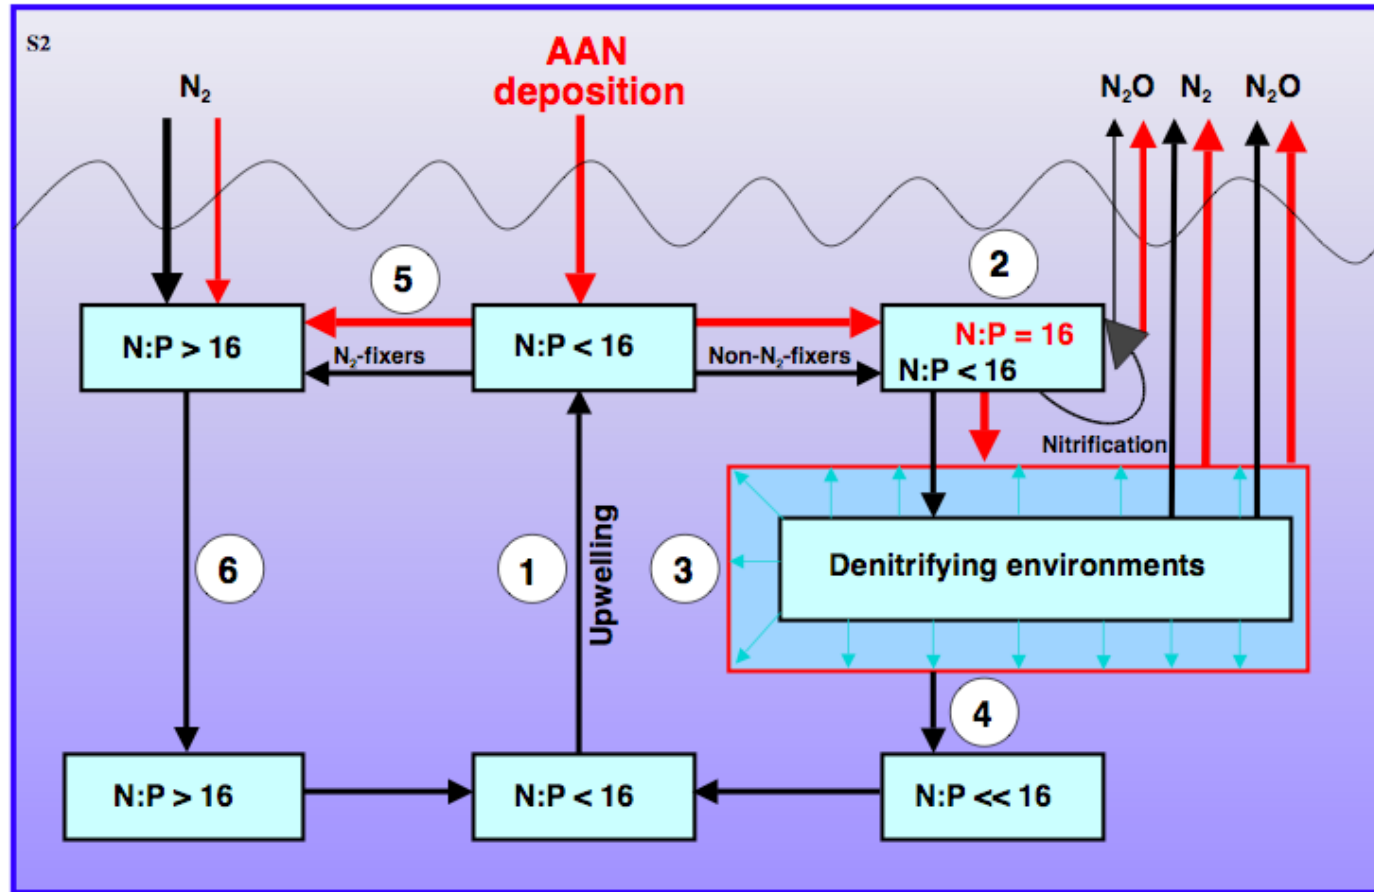 S2
N₂
AAN
deposition
N₂O N₂ N₂O
5
2
N:P > 16
N₂-fixers
N:P < 16
Non-N₂-fixers
N:P = 16
N:P < 16
Nitrification
6
1
Upwelling
3
Denitrifying environments
4
N:P > 16
N:P < 16
N:P << 16